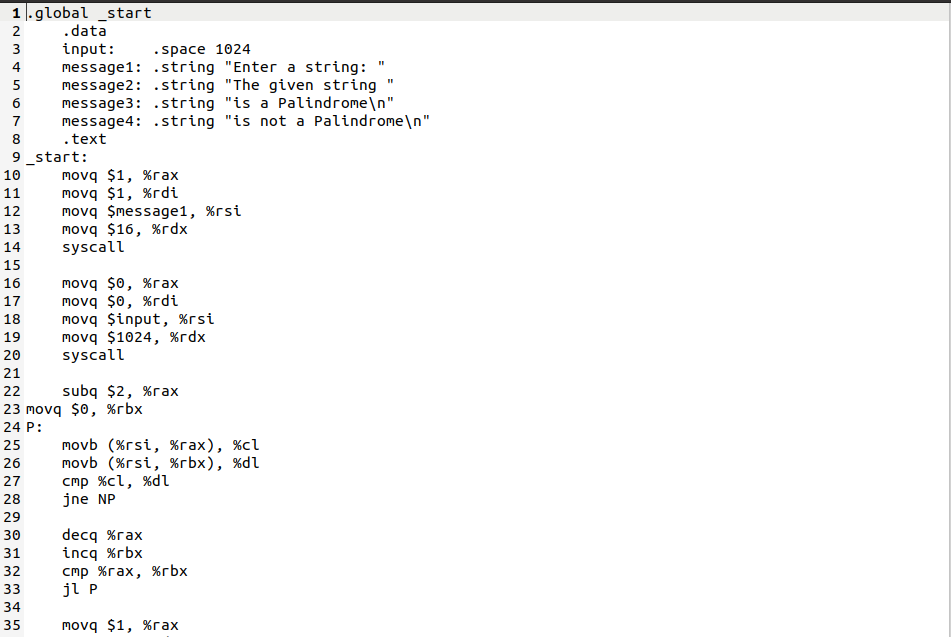 1 .global _start
2     .data
3     input:    .space 1024
4     message1: .string "Enter a string: "
5     message2: .string "The given string "
6     message3: .string "is a Palindrome\n"
7     message4: .string "is not a Palindrome\n"
8     .text
9 _start:
10     movq $1, %rax
11     movq $1, %rdi
12     movq $message1, %rsi
13     movq $16, %rdx
14     syscall
15
16     movq $0, %rax
17     movq $0, %rdi
18     movq $input, %rsi
19     movq $1024, %rdx
20     syscall
21
22     subq $2, %rax
23 movq $0, %rbx
24 P:
25     movb (%rsi, %rax), %cl
26     movb (%rsi, %rbx), %dl
27     cmp %cl, %dl
28     jne NP
29
30     decq %rax
31     incq %rbx
32     cmp %rax, %rbx
33     jl P
34
35     movq $1, %rax